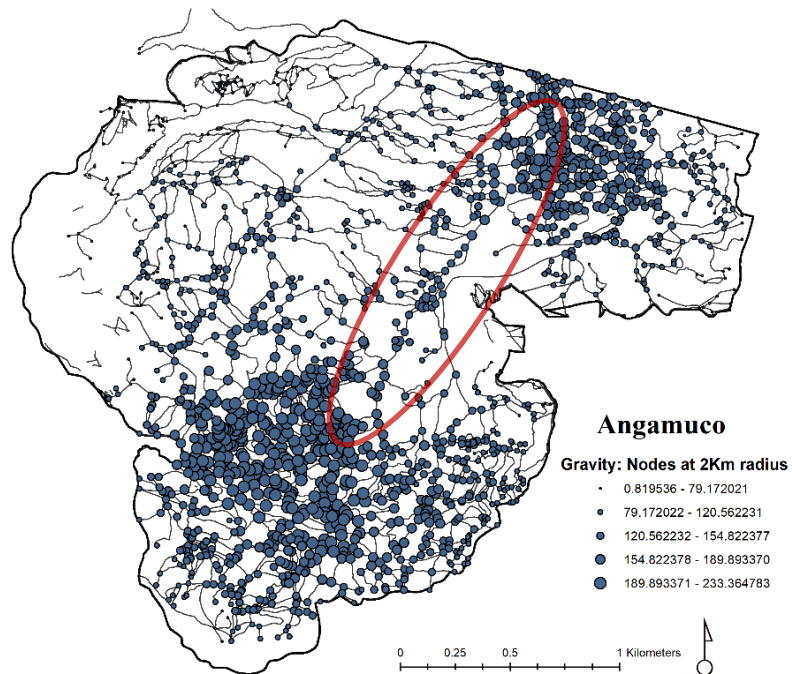 Angamuco
Gravity: Nodes at 2Km radius
0.819536 - 79.172021
79.172022 - 120.562231
120.562232 - 154.822377
154.822378 - 189.893370
189.893371 - 233.364783
0 0.25 0.5 1 Kilometers